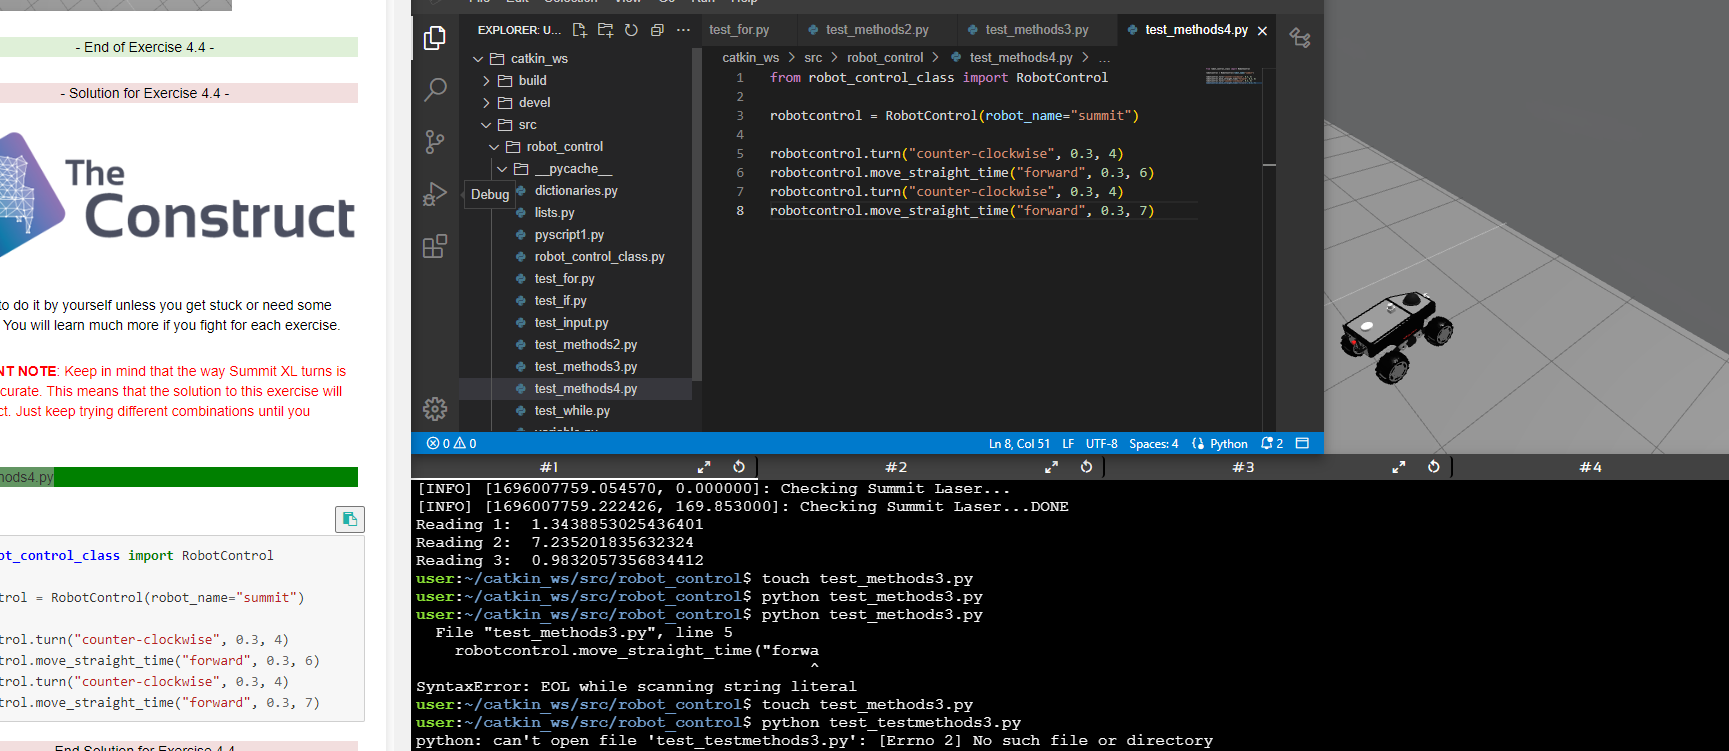 - End of Exercise 4.4 -
- Solution for Exercise 4.4 -
The
Construct
to do it by yourself unless you get stuck or need some
You will learn much more if you fight for each exercise.
NT NOTE: Keep in mind that the way Summit XL turns is
curate. This means that the solution to this exercise will
ct. Just keep trying different combinations until you
hods4.py
ot_control_class import RobotControl
trol = RobotControl(robot_name="summit")
trol.turn("counter-clockwise", 0.3, 4)
trol.move_straight_time("forward", 0.3, 6)
trol.turn("counter-clockwise", 0.3, 4)
trol.move_straight_time("forward", 0.3, 7)
End Solution for Exercise 4.4
EXPLORER: U...
catkin_ws
build
devel
src
robot_control
__pycache__
Debug
dictionaries.py
lists.py
pyscript1.py
robot_control_class.py
test_for.py
test_if.py
test_input.py
test_methods2.py
test_methods3.py
test_methods4.py
test_while.py
variable.py
test_for.py test_methods2.py test_methods3.py test_methods4.py
catkin_ws > src > robot_control > test_methods4.py > ...
1 from robot_control_class import RobotControl
2
3 robotcontrol = RobotControl(robot_name="summit")
4
5 robotcontrol.turn("counter-clockwise", 0.3, 4)
6 robotcontrol.move_straight_time("forward", 0.3, 6)
7 robotcontrol.turn("counter-clockwise", 0.3, 4)
8 robotcontrol.move_straight_time("forward", 0.3, 7)
0 0 Ln 8, Col 51 LF UTF-8 Spaces: 4 Python 2
#1 #2 #3 #4
[INFO] [1696007759.054570, 0.000000]: Checking Summit Laser...
[INFO] [1696007759.222426, 169.853000]: Checking Summit Laser...DONE
Reading 1:  1.3438853025436401
Reading 2:  7.235201835632324
Reading 3:  0.9832057356834412
user:~/catkin_ws/src/robot_control$ touch test_methods3.py
user:~/catkin_ws/src/robot_control$ python test_methods3.py
user:~/catkin_ws/src/robot_control$ python test_methods3.py
File "test_methods3.py", line 5
robotcontrol.move_straight_time("forwa
^
SyntaxError: EOL while scanning string literal
user:~/catkin_ws/src/robot_control$ touch test_methods3.py
user:~/catkin_ws/src/robot_control$ python test_testmethods3.py
python: can't open file 'test_testmethods3.py': [Errno 2] No such file or directory